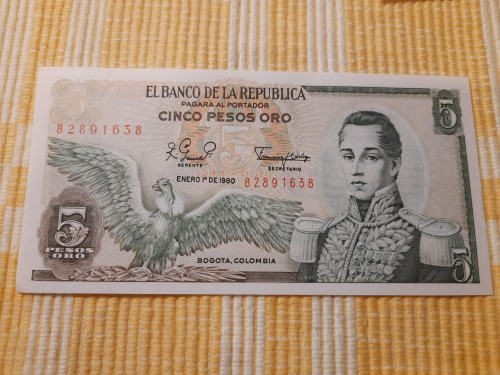 EL BANCO DE LA REPUBLICA
PAGARA AL PORTADOR
CINCO PESOS ORO
82891638
GERENTE
SECRETARIO
ENERO 1º DE 1980
82891638
5
5
PESOS
ORO
BOGOTA, COLOMBIA
5
5